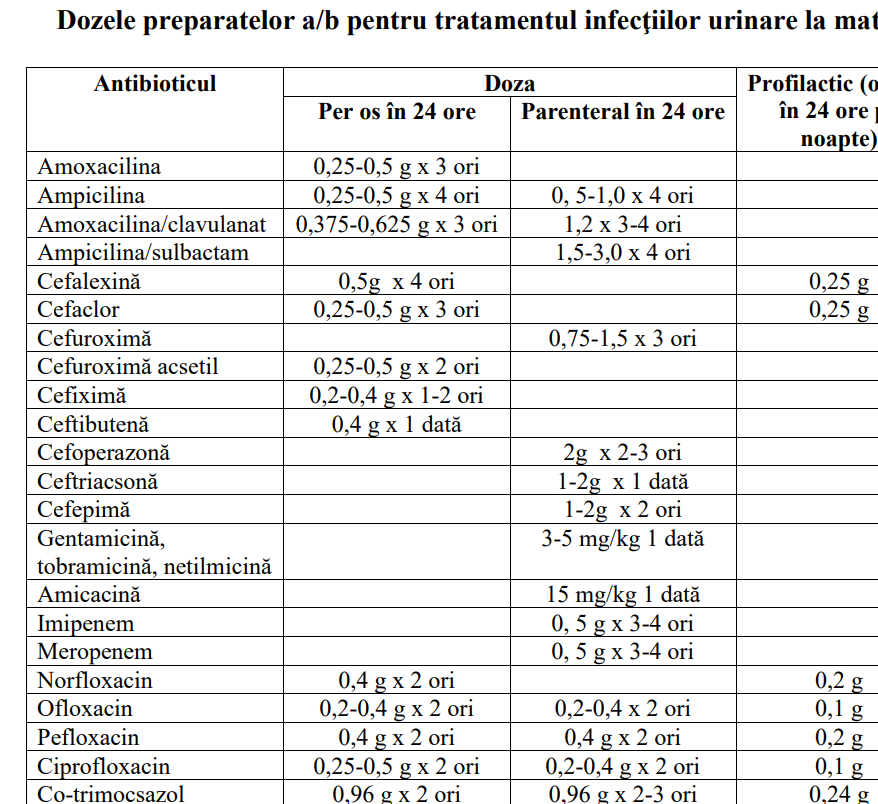 Dozele preparatelor a/b pentru tratamentul infecţiilor urinare la
Antibioticul Doza Profilactic
Per os în 24 ore Parenteral în 24 ore în 24 ore
noapte)
Amoxacilina 0,25-0,5 g x 3 ori
Ampicilina 0,25-0,5 g x 4 ori 0, 5-1,0 x 4 ori
Amoxacilina/clavulanat 0,375-0,625 g x 3 ori 1,2 x 3-4 ori
Ampicilina/sulbactam 1,5-3,0 x 4 ori
Cefalexină 0,5g x 4 ori 0,25 g
Cefaclor 0,25-0,5 g x 3 ori 0,25 g
Cefuroximă 0,75-1,5 x 3 ori
Cefuroximă acsetil 0,25-0,5 g x 2 ori
Cefiximă 0,2-0,4 g x 1-2 ori
Ceftibutenă 0,4 g x 1 dată
Cefoperazonă 2g x 2-3 ori
Ceftriacsonă 1-2g x 1 dată
Cefepimă 1-2g x 2 ori
Gentamicină, 3-5 mg/kg 1 dată
tobramicină, netilmicină
Amicacină 15 mg/kg 1 dată
Imipenem 0, 5 g x 3-4 ori
Meropenem 0, 5 g x 3-4 ori
Norfloxacin 0,4 g x 2 ori 0,2 g
Ofloxacin 0,2-0,4 g x 2 ori 0,2-0,4 x 2 ori 0,1 g
Pefloxacin 0,4 g x 2 ori 0,4 g x 2 ori 0,2 g
Ciprofloxacin 0,25-0,5 g x 2 ori 0,2-0,4 g x 2 ori 0,1 g
Co-trimocsazol 0,96 g x 2 ori 0,96 g x 2-3 ori 0,24 g